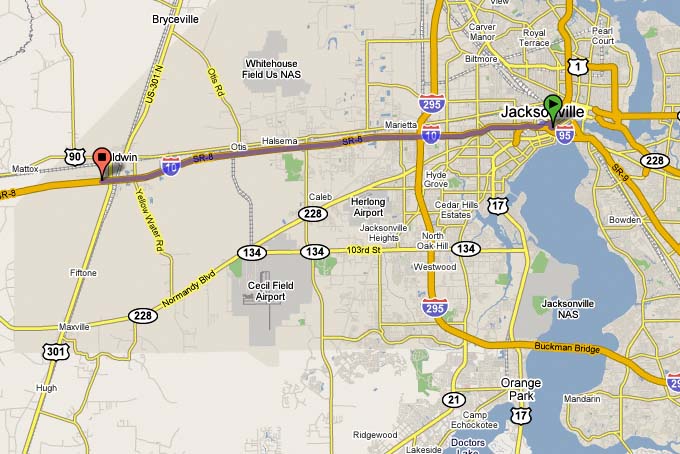 Bryceville
US-301 N
Otis Rd
Whitehouse
Field Us NAS
Carver
Manor
Royal
Terrace
Pearl
Court
Biltmore
1
295
Jacksonville
Marietta
10
95
Halsema
SR-8
Otis
SR-8
90
Baldwin
Mattox
10
SR-8
228
SR-9
Hyde
Grove
Caleb
Yellow Water Rd
228
Herlong
Airport
Cedar Hills
Estates
17
Bowden
Jacksonville
Heights
North
Oak Hill
134
134
103rd St
134
Westwood
Fiftone
Normandy Blvd
Cecil Field
Airport
295
Jacksonville
NAS
228
Maxville
301
Buckman Bridge
Hugh
Orange
Park
295
21
17
Mandarin
Camp
Echockotee
Ridgewood
Lakeside
Doctors
Lake